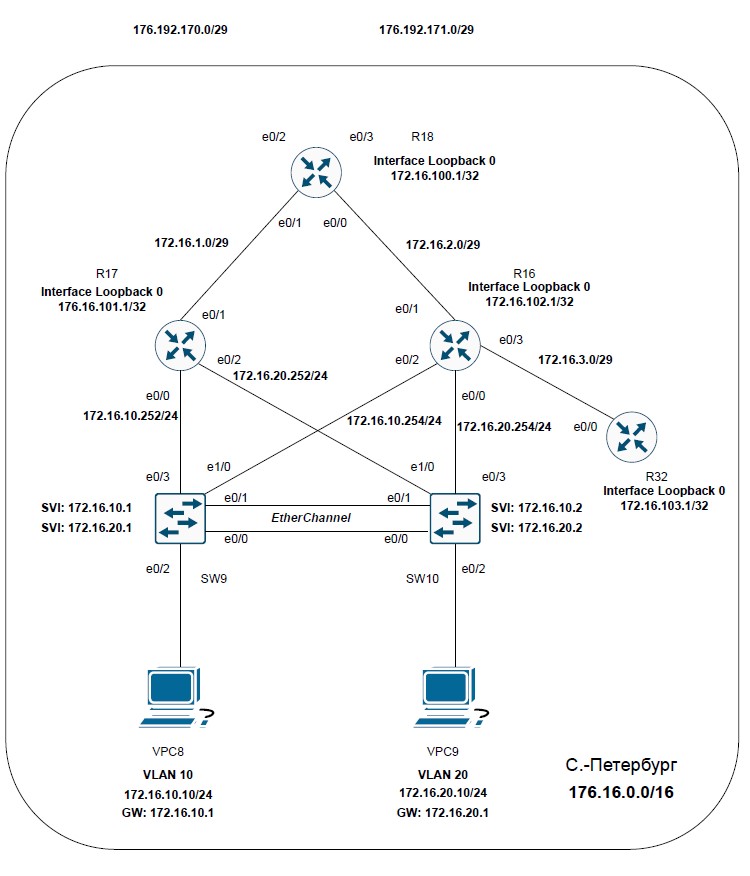 176.192.170.0/29
176.192.171.0/29
e0/2
e0/3
R18
Interface Loopback 0
172.16.100.1/32
e0/1
e0/0
172.16.1.0/29
172.16.2.0/29
R17
Interface Loopback 0
176.16.101.1/32
R16
Interface Loopback 0
172.16.102.1/32
e0/1
e0/1
e0/3
e0/2
e0/2
172.16.3.0/29
172.16.20.252/24
e0/0
e0/0
172.16.10.252/24
172.16.10.254/24
172.16.20.254/24
e0/0
e0/3
e1/0
e1/0
e0/3
R32
Interface Loopback 0
172.16.103.1/32
SVI: 172.16.10.1
SVI: 172.16.20.1
e0/1
e0/1
EtherChannel
e0/0
e0/0
SVI: 172.16.10.2
SVI: 172.16.20.2
e0/2
SW9
SW10
e0/2
VPC8
VLAN 10
172.16.10.10/24
GW: 172.16.10.1
VPC9
VLAN 20
172.16.20.10/24
GW: 172.16.20.1
С.-Петербург
176.16.0.0/16